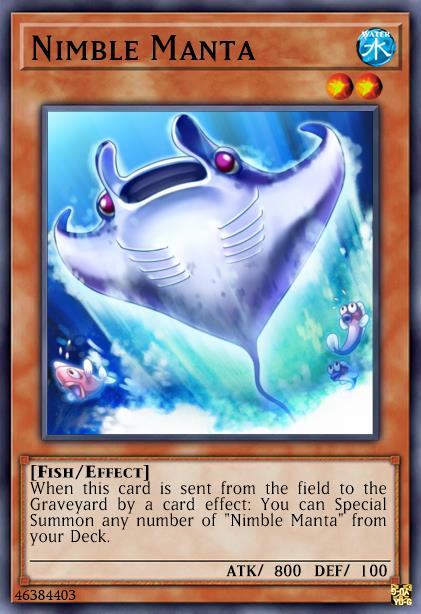 Nimble Manta
WATER
水
[Fish/Effect]
When this card is sent from the field to the
Graveyard by a card effect: You can Special
Summon any number of "Nimble Manta" from
your Deck.
ATK/ 800 DEF/ 100
46384403